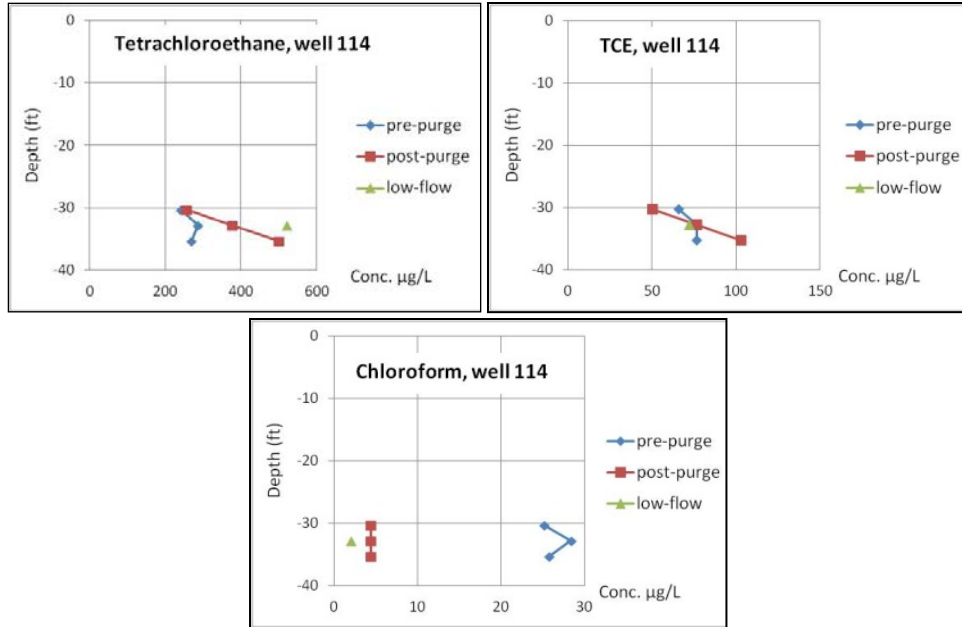 Tetrachloroethane, well 114
0
-10
-20
-30
-40
Depth (ft)
0 200 400 600
Conc. µg/L
pre-purge
post-purge
low-flow
TCE, well 114
0
-10
-20
-30
-40
Depth (ft)
0 50 100 150
Conc. µg/L
pre-purge
post-purge
low-flow
Chloroform, well 114
0
-10
-20
-30
-40
Depth (ft)
0 10 20 30
Conc. µg/L
pre-purge
post-purge
low-flow